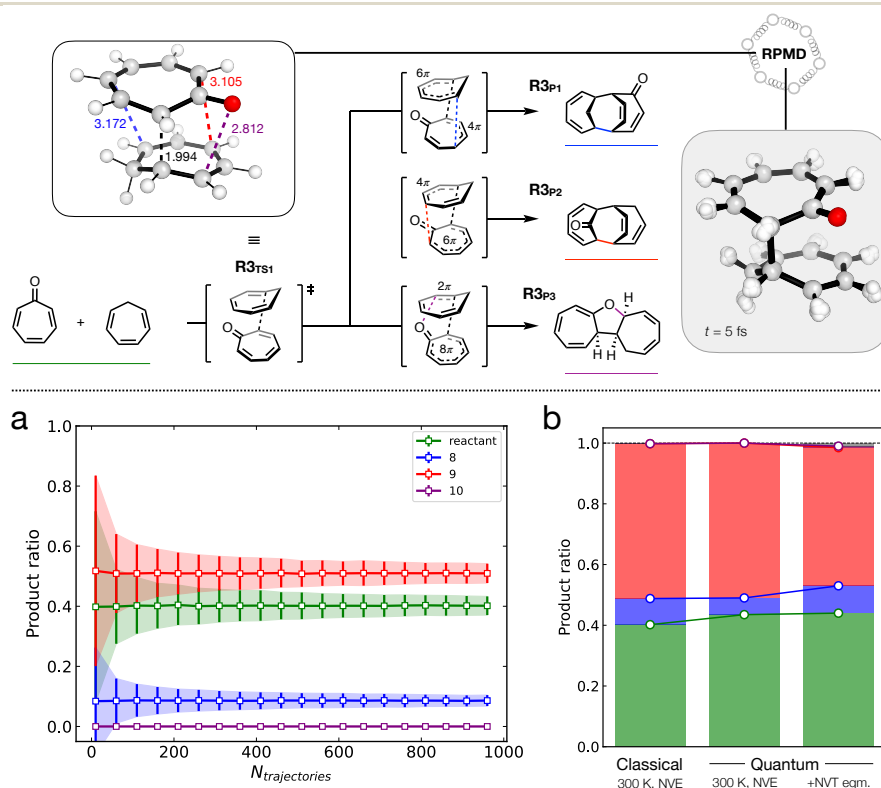 3.105
3.172
2.812
1.994
≡
R3TS1
‡
O
+
O
6π
4π
R3P1
O
4π
O
6π
R3P2
O
2π
O
8π
R3P3
O
H
H
H
RPMD
t = 5 fs
a
1.0
0.8
0.6
0.4
0.2
0.0
Product ratio
0
200
400
600
800
1000
Ntrajectories
reactant
8
9
10
b
1.0
0.8
0.6
0.4
0.2
0.0
Product ratio
Classical
300 K, NVE
Quantum
300 K, NVE
+NVT eqm.